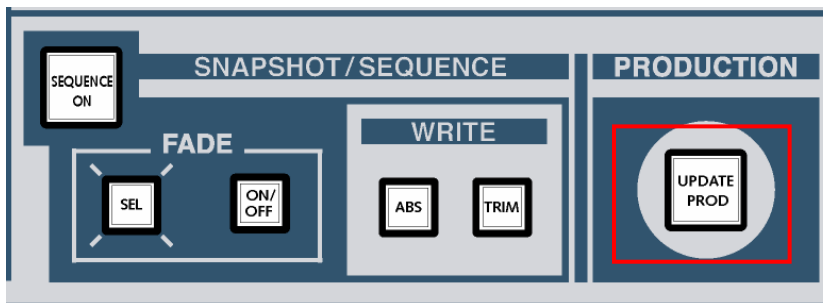 SNAPSHOT/SEQUENCE
PRODUCTION
SEQUENCE
ON
FADE
WRITE
SEL
ON/
OFF
ABS
TRIM
UPDATE
PROD